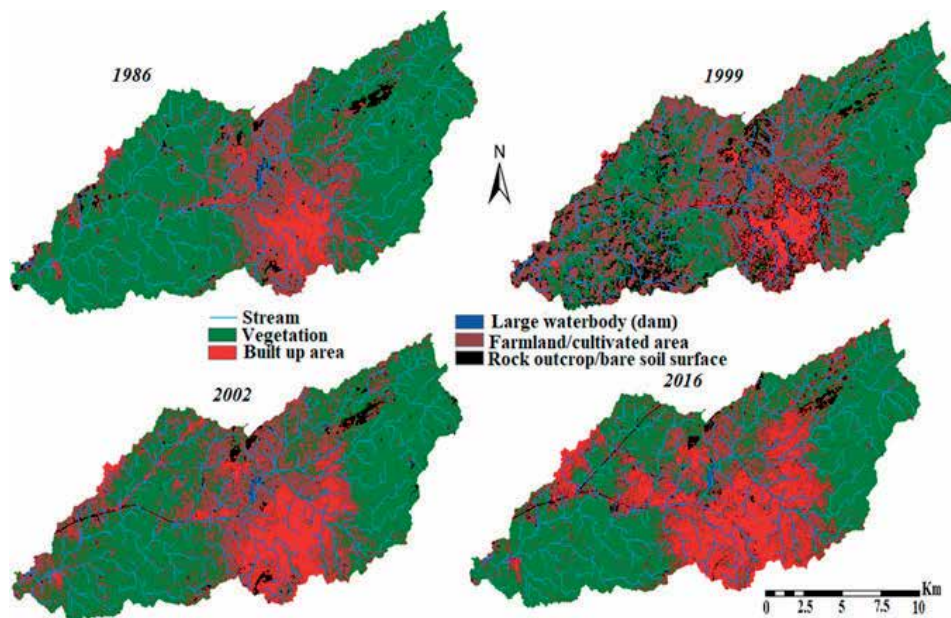 1986
1999
N
Stream
Vegetation
Built up area
Large waterbody (dam)
Farmland/cultivated area
Rock outcrop/bare soil surface
2002
2016
Km
0 2.5 5 7.5 10